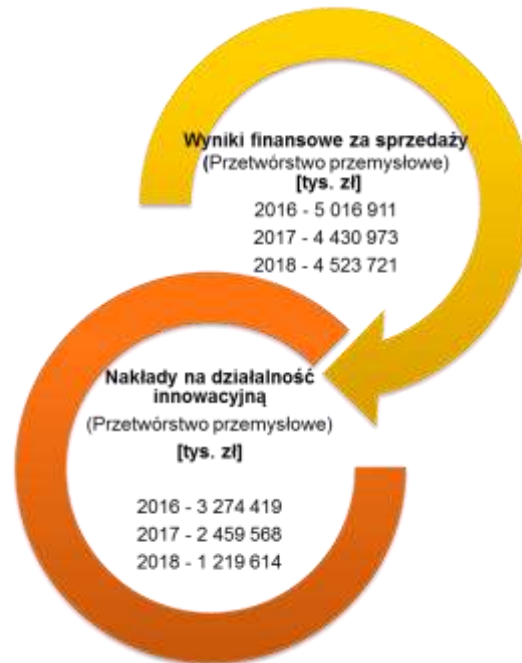 Wyniki finansowe za sprzedaży
(Przetwórstwo przemysłowe)
[tys. zł]
2016 - 5 016 911
2017 - 4 430 973
2018 - 4 523 721
Nakłady na działalność
innowacyjną
(Przetwórstwo przemysłowe)
[tys. zł]
2016 - 3 274 419
2017 - 2 459 568
2018 - 1 219 614